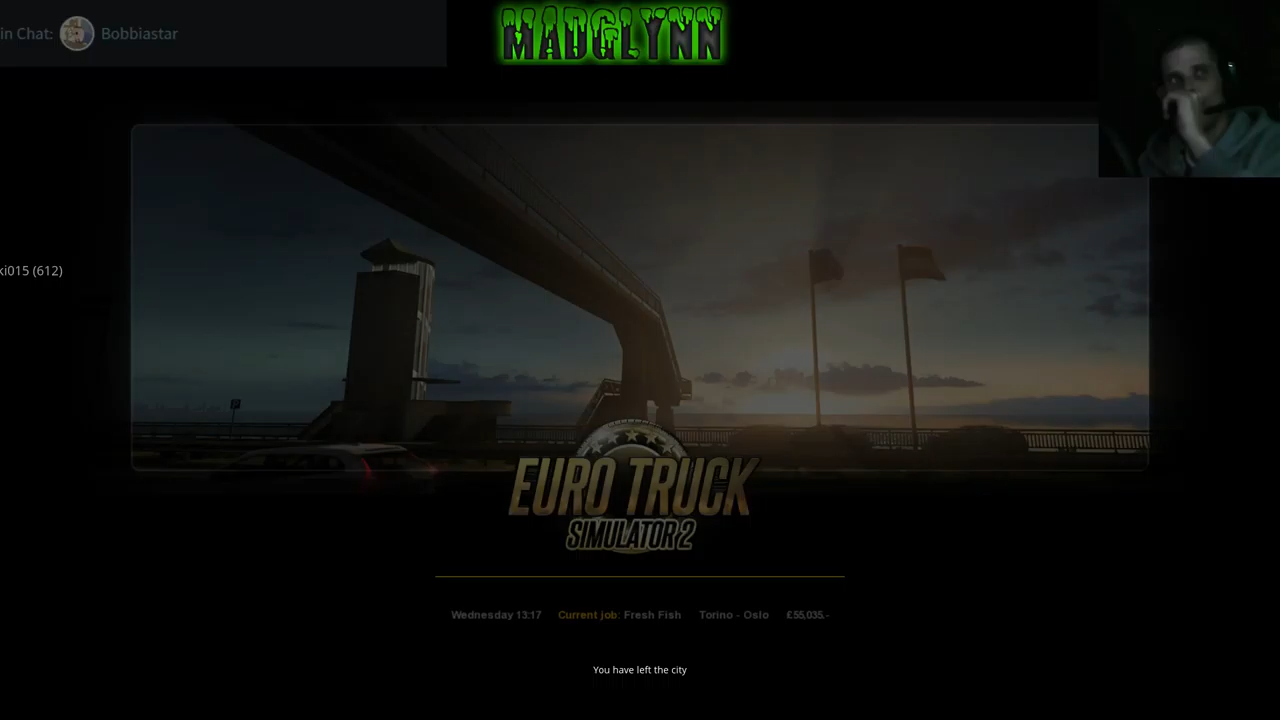 in Chat: Bobbiastar
MADGLYNN
ki015 (612)
EURO TRUCK
SIMULATOR 2
Wednesday 13:17 Current job: Fresh Fish Torino - Oslo £55,035.-
You have left the city